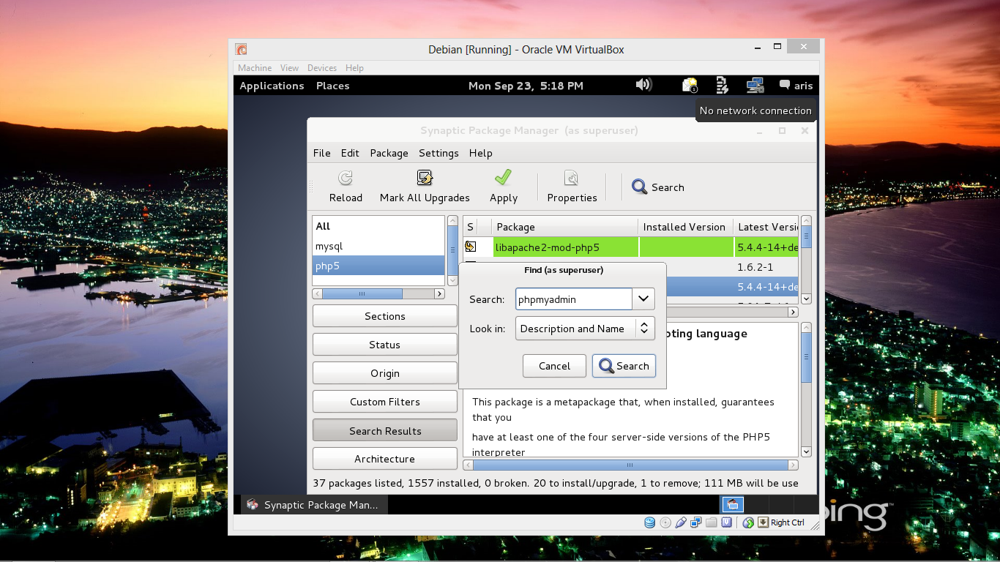 Debian [Running] - Oracle VM VirtualBox
Machine View Devices Help
Applications Places Mon Sep 23, 5:18 PM 1 aris
No network connection
Synaptic Package Manager (as superuser)
File Edit Package Settings Help
Reload Mark All Upgrades Apply Properties Search
All
mysql
php5
S Package Installed Version Latest Versi
libapache2-mod-php5 5.4.4-14+de
1.6.2-1
5.4.4-14+de
Find (as superuser)
Search: phpmyadmin
Look in: Description and Name
Cancel Search
pting language
Sections
Status
Origin
Custom Filters
Search Results
Architecture
This package is a metapackage that, when installed, guarantees
that you
have at least one of the four server-side versions of the PHP5
interpreter
37 packages listed, 1557 installed, 0 broken. 20 to install/upgrade, 1 to remove; 111 MB will be use
Synaptic Package Man...
Right Ctrl
bing